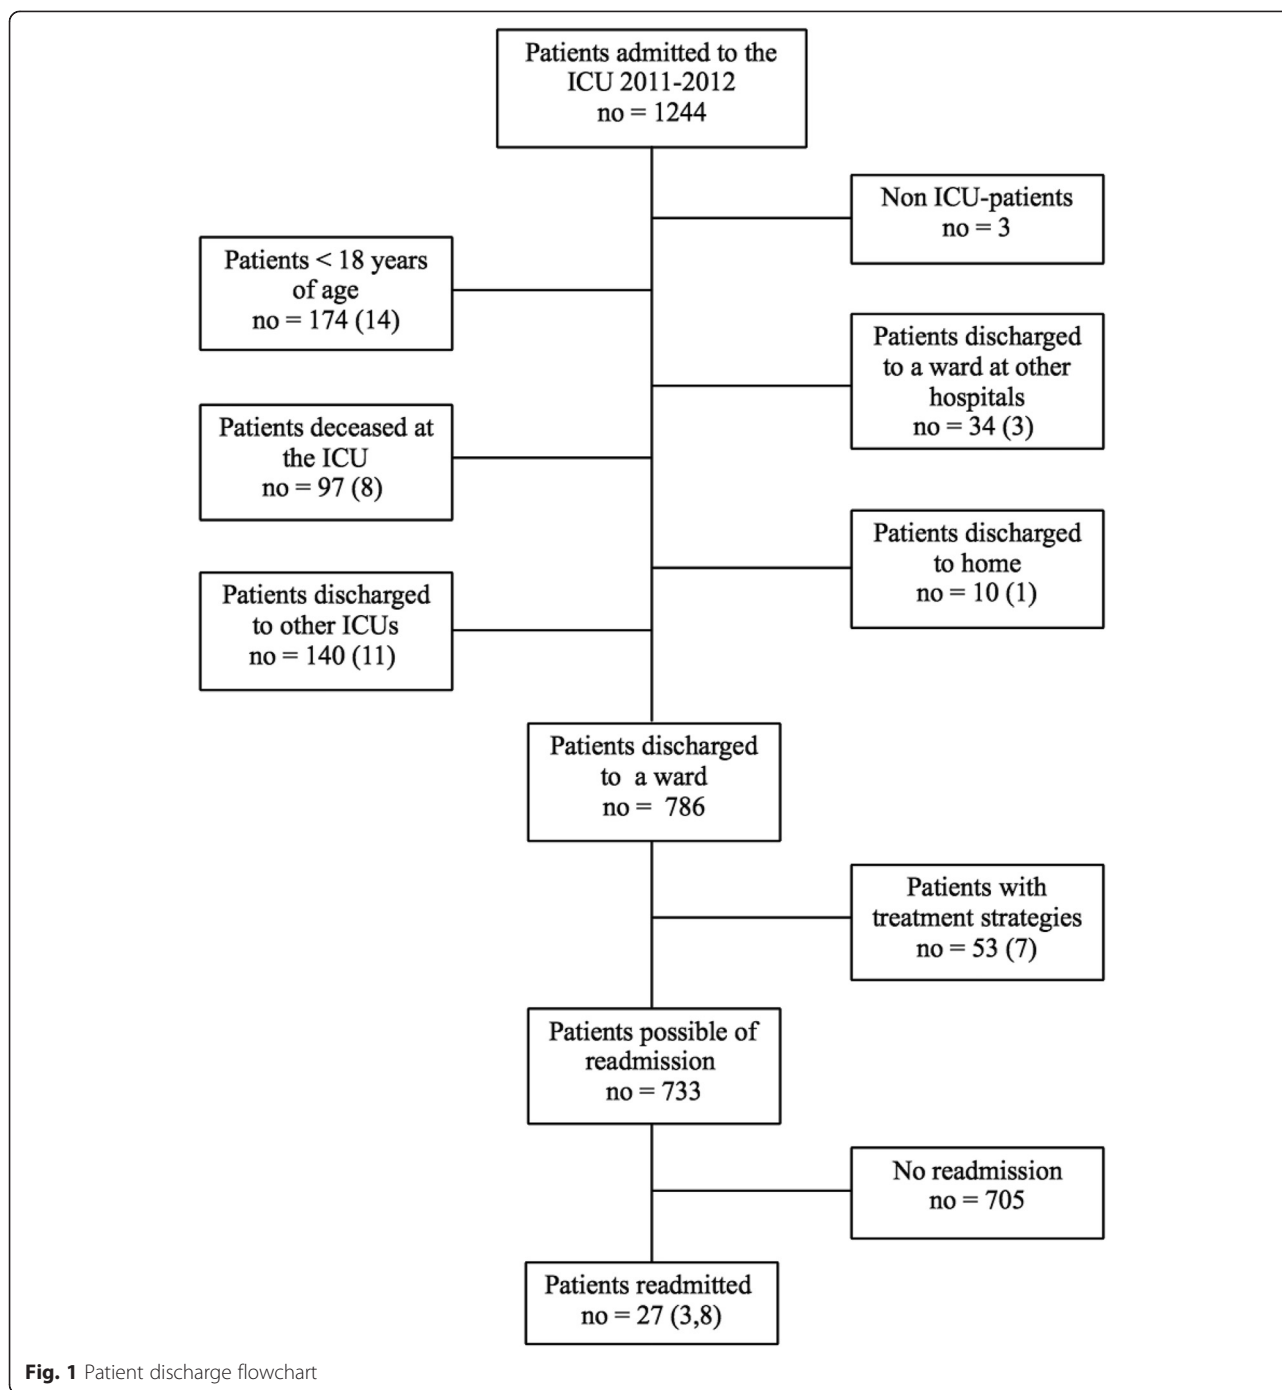 Patients admitted to the
ICU 2011-2012
no = 1244
Non ICU-patients
no = 3
Patients < 18 years
of age
no = 174 (14)
Patients discharged
to a ward at other
hospitals
no = 34 (3)
Patients deceased at
the ICU
no = 97 (8)
Patients discharged
to home
no = 10 (1)
Patients discharged
to other ICUs
no = 140 (11)
Patients discharged
to a ward
no = 786
Patients with
treatment strategies
no = 53 (7)
Patients possible of
readmission
no = 733
No readmission
no = 705
Patients readmitted
no = 27 (3,8)
Fig. 1 Patient discharge flowchart